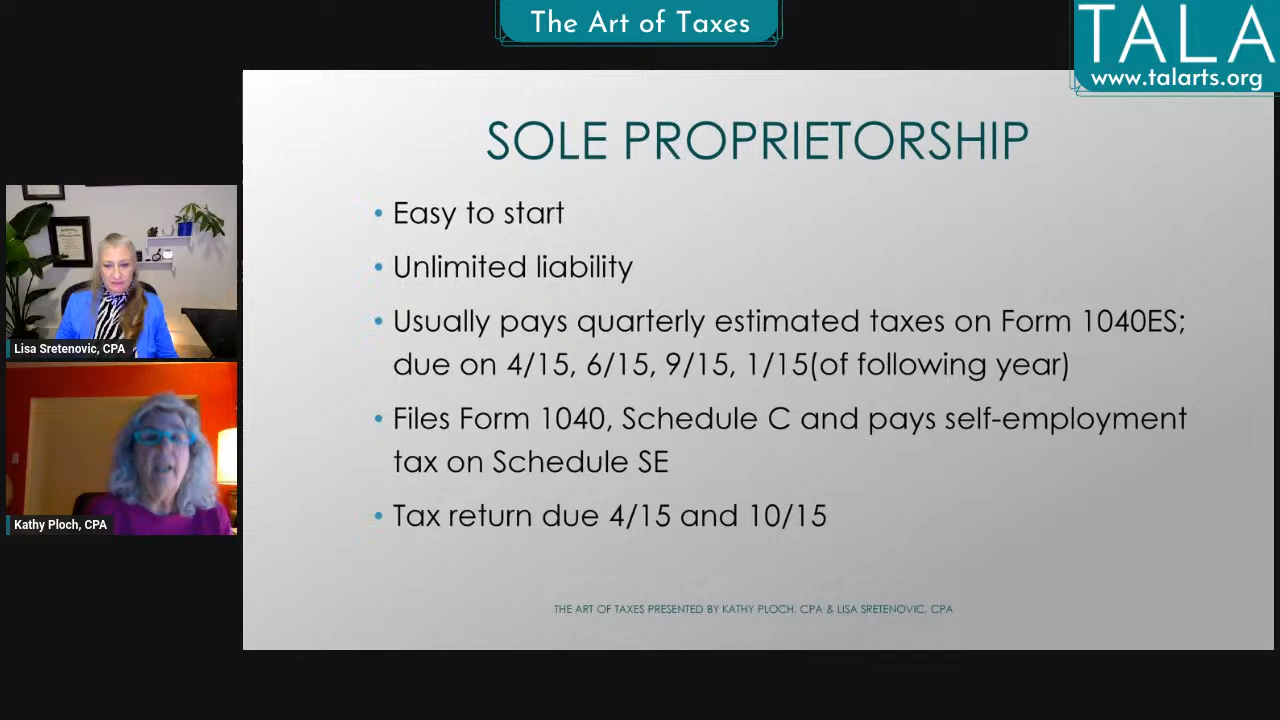 The Art of Taxes
TALA
www.talarts.org
SOLE PROPRIETORSHIP
• Easy to start
• Unlimited liability
• Usually pays quarterly estimated taxes on Form 1040ES;
due on 4/15, 6/15, 9/15, 1/15(of following year)
• Files Form 1040, Schedule C and pays self-employment
tax on Schedule SE
• Tax return due 4/15 and 10/15
THE ART OF TAXES PRESENTED BY KATHY PLOCH, CPA & LISA SRETENOVIC, CPA
Lisa Sretenovic, CPA
Kathy Ploch, CPA